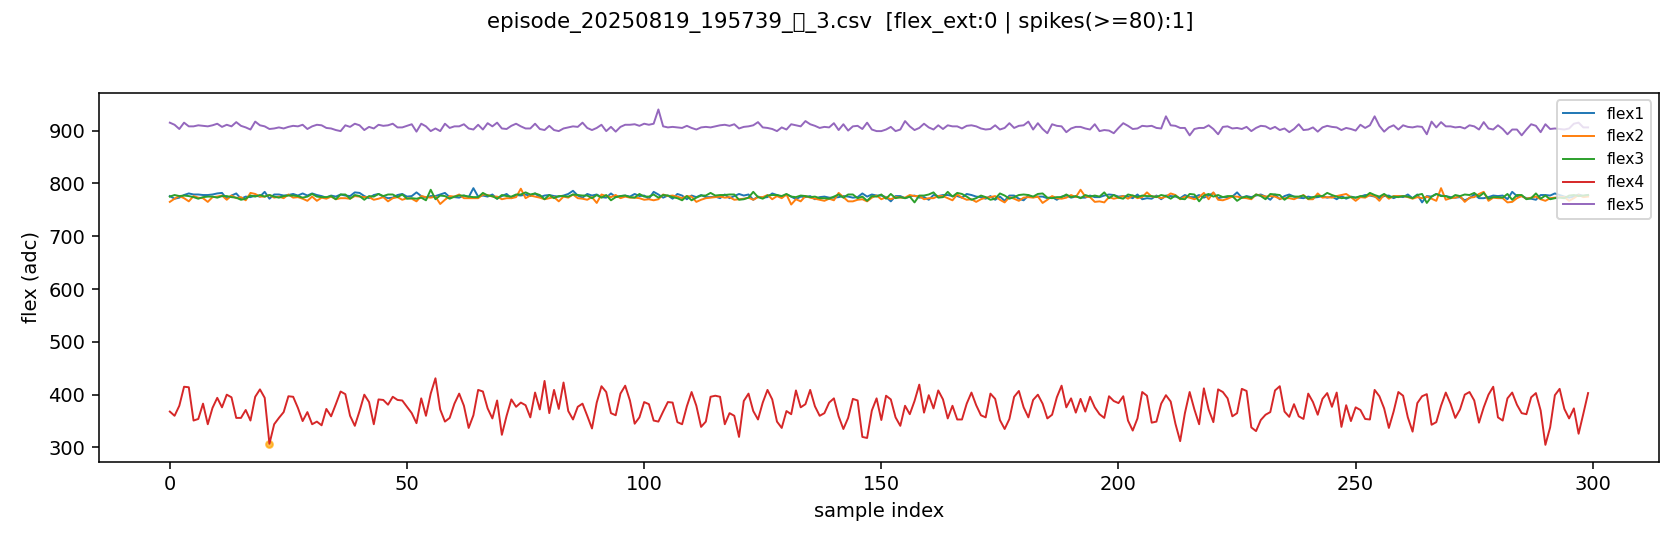 episode_20250819_195739_▯_3.csv [flex_ext:0 | spikes(>=80):1]
flex (adc)
900
800
700
600
500
400
300
flex1
flex2
flex3
flex4
flex5
0
50
100
150
200
250
300
sample index